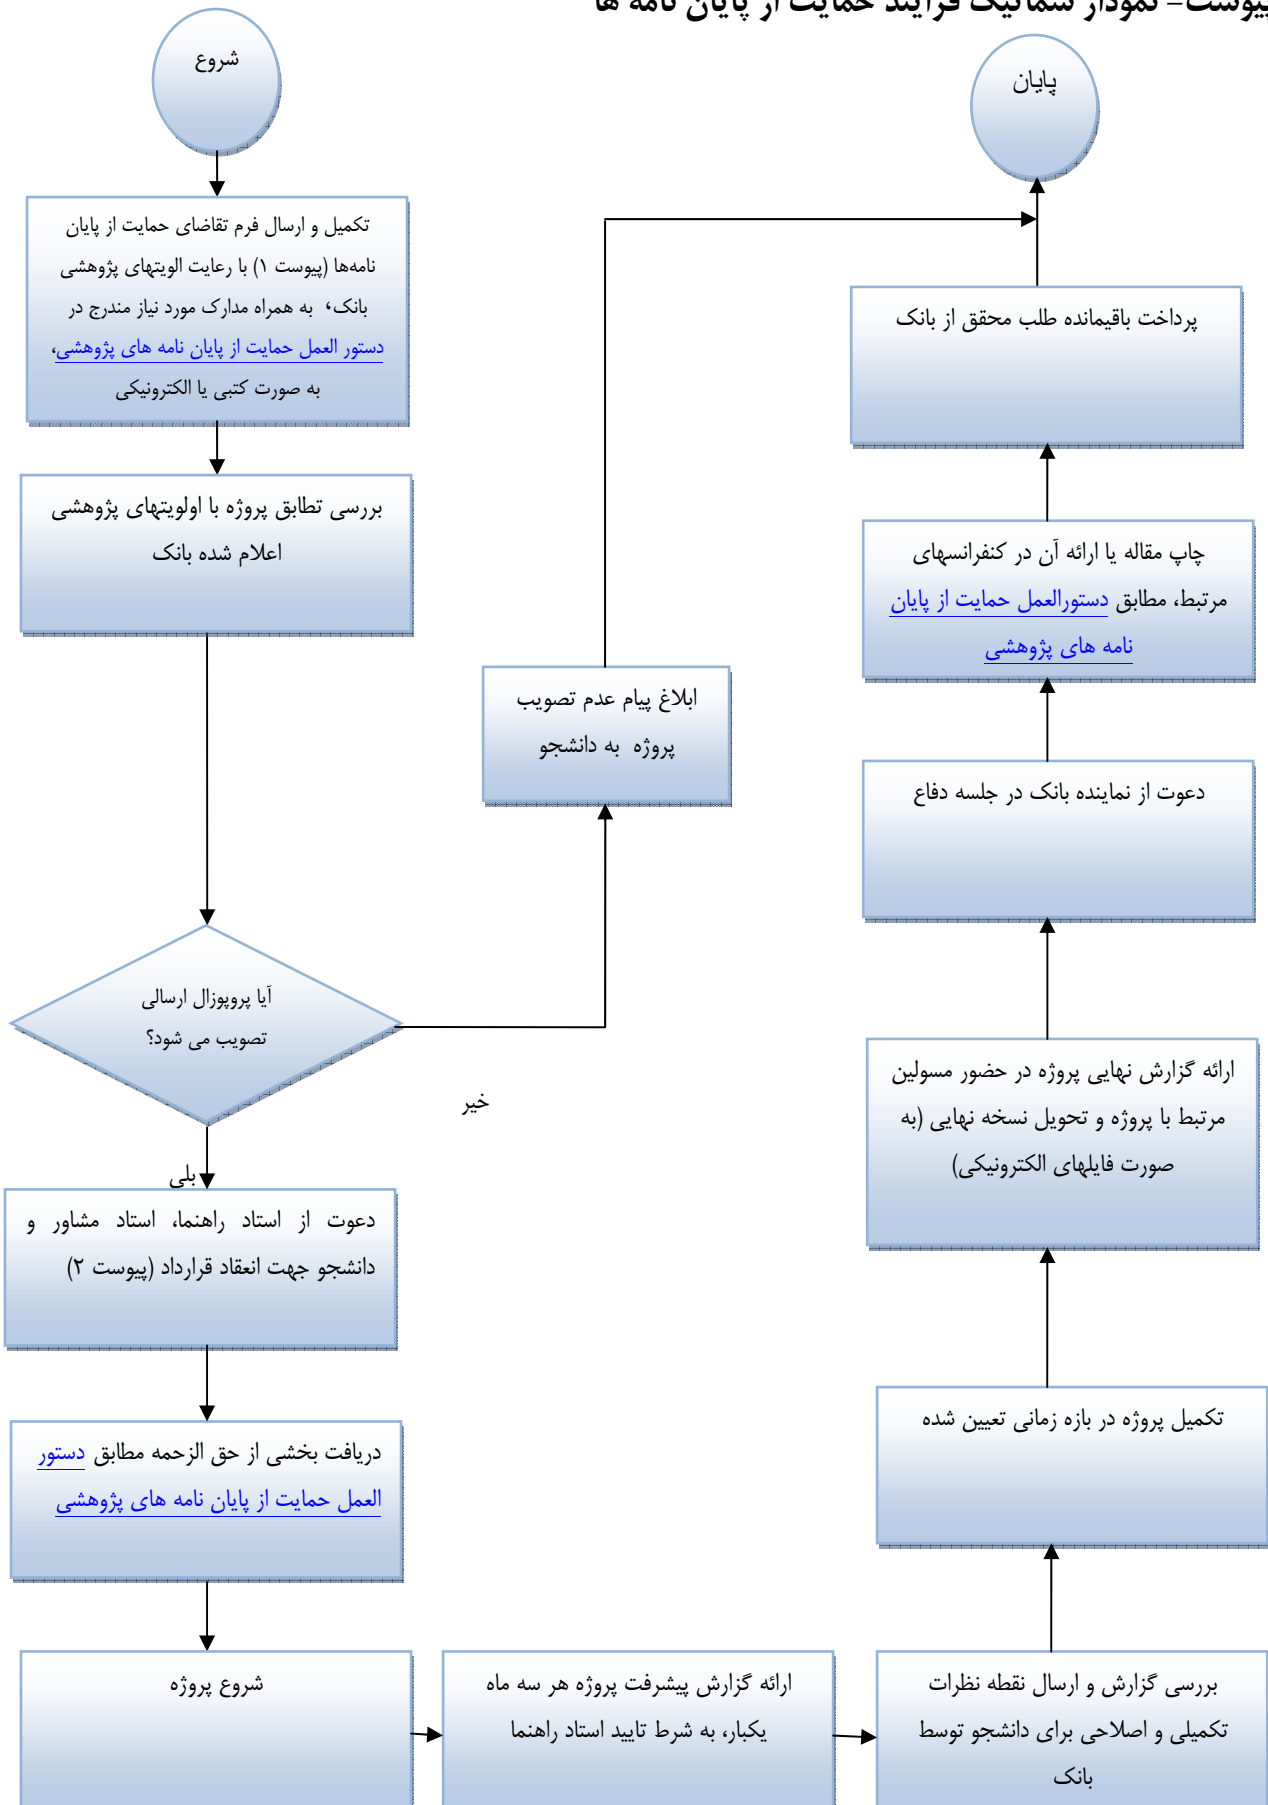 پیوست- نمودار شماتیک فرآیند حمایت از پایان نامه ها
شروع
تکمیل و ارسال فرم تقاضای حمایت از پایان
نامه‌ها (پیوست ۱) با رعایت الویتهای پژوهشی
بانک، به همراه مدارک مورد نیاز مندرج در
دستور العمل حمایت از پایان نامه های پژوهشی،
به صورت کتبی یا الکترونیکی
بررسی تطابق پروژه با اولویتهای پژوهشی
اعلام شده بانک
آیا پروپوزال ارسالی
تصویب می شود؟
خیر
ابلاغ پیام عدم تصویب
پروژه به دانشجو
بلی
دعوت از استاد راهنما، استاد مشاور و
دانشجو جهت انعقاد قرارداد (پیوست ۲)
دریافت بخشی از حق الزحمه مطابق دستور
العمل حمایت از پایان نامه های پژوهشی
شروع پروژه
ارائه گزارش پیشرفت پروژه هر سه ماه
یکبار، به شرط تایید استاد راهنما
بررسی گزارش و ارسال نقطه نظرات
تکمیلی و اصلاحی برای دانشجو توسط
بانک
تکمیل پروژه در بازه زمانی تعیین شده
ارائه گزارش نهایی پروژه در حضور مسولین
مرتبط با پروژه و تحویل نسخه نهایی (به
صورت فایلهای الکترونیکی)
دعوت از نماینده بانک در جلسه دفاع
چاپ مقاله یا ارائه آن در کنفرانسهای
مرتبط، مطابق دستورالعمل حمایت از پایان
نامه های پژوهشی
پرداخت باقیمانده طلب محقق از بانک
پایان